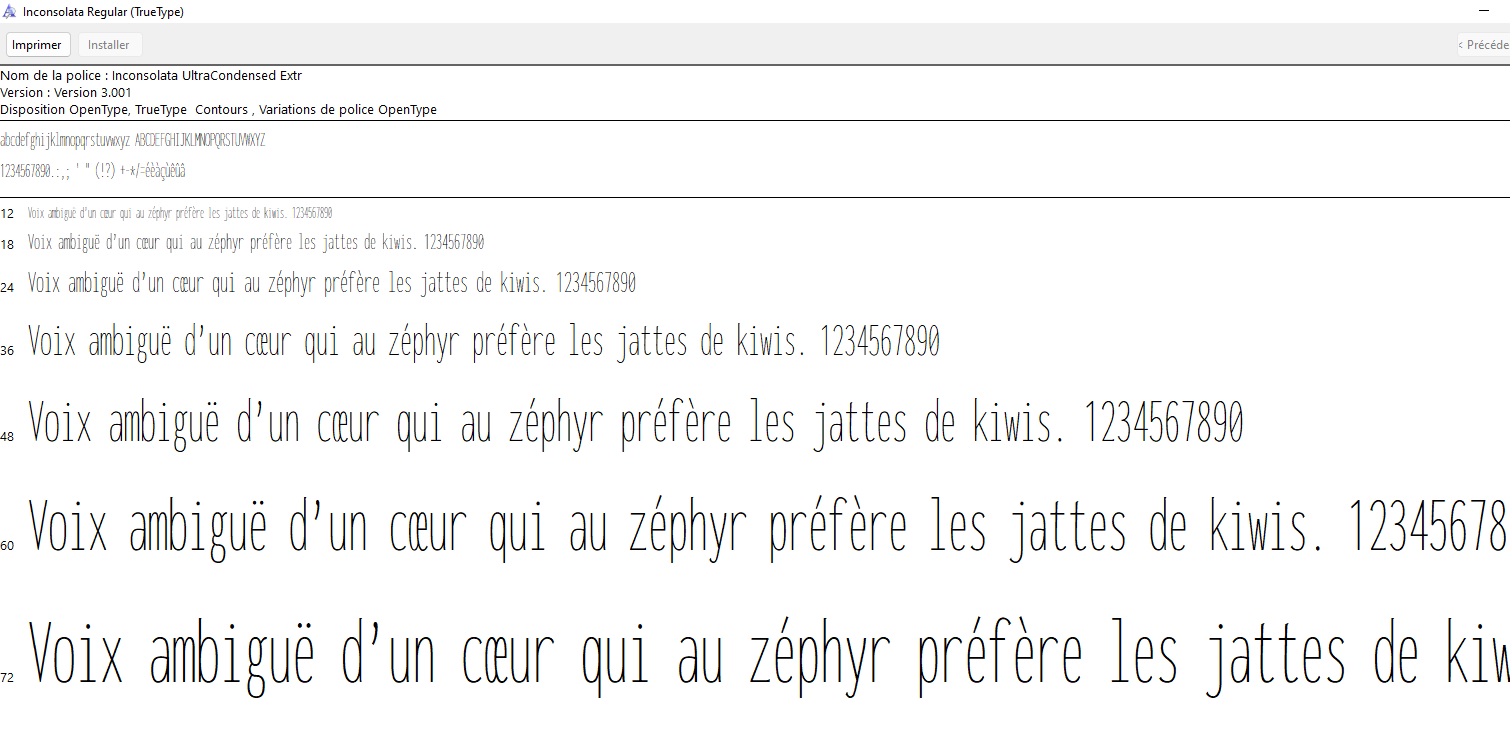 Inconsolata Regular (TrueType)
Imprimer Installer < Précéde
Nom de la police : Inconsolata UltraCondensed Extr
Version : Version 3.001
Disposition OpenType, TrueType Contours , Variations de police OpenType
abcdefghijklmnopqrstuvwxyz ABCDEFGHIJKLMNOPQRSTUVWXYZ
1234567890.:,; ' " (!?) +-*/=éèàçùêûâ
12 Voix ambiguë d’un cœur qui au zéphyr préfère les jattes de kiwis. 1234567890
18 Voix ambiguë d’un cœur qui au zéphyr préfère les jattes de kiwis. 1234567890
24 Voix ambiguë d’un cœur qui au zéphyr préfère les jattes de kiwis. 1234567890
36 Voix ambiguë d’un cœur qui au zéphyr préfère les jattes de kiwis. 1234567890
48 Voix ambiguë d’un cœur qui au zéphyr préfère les jattes de kiwis. 1234567890
60 Voix ambiguë d’un cœur qui au zéphyr préfère les jattes de kiwis. 12345678
72 Voix ambiguë d’un cœur qui au zéphyr préfère les jattes de kiw